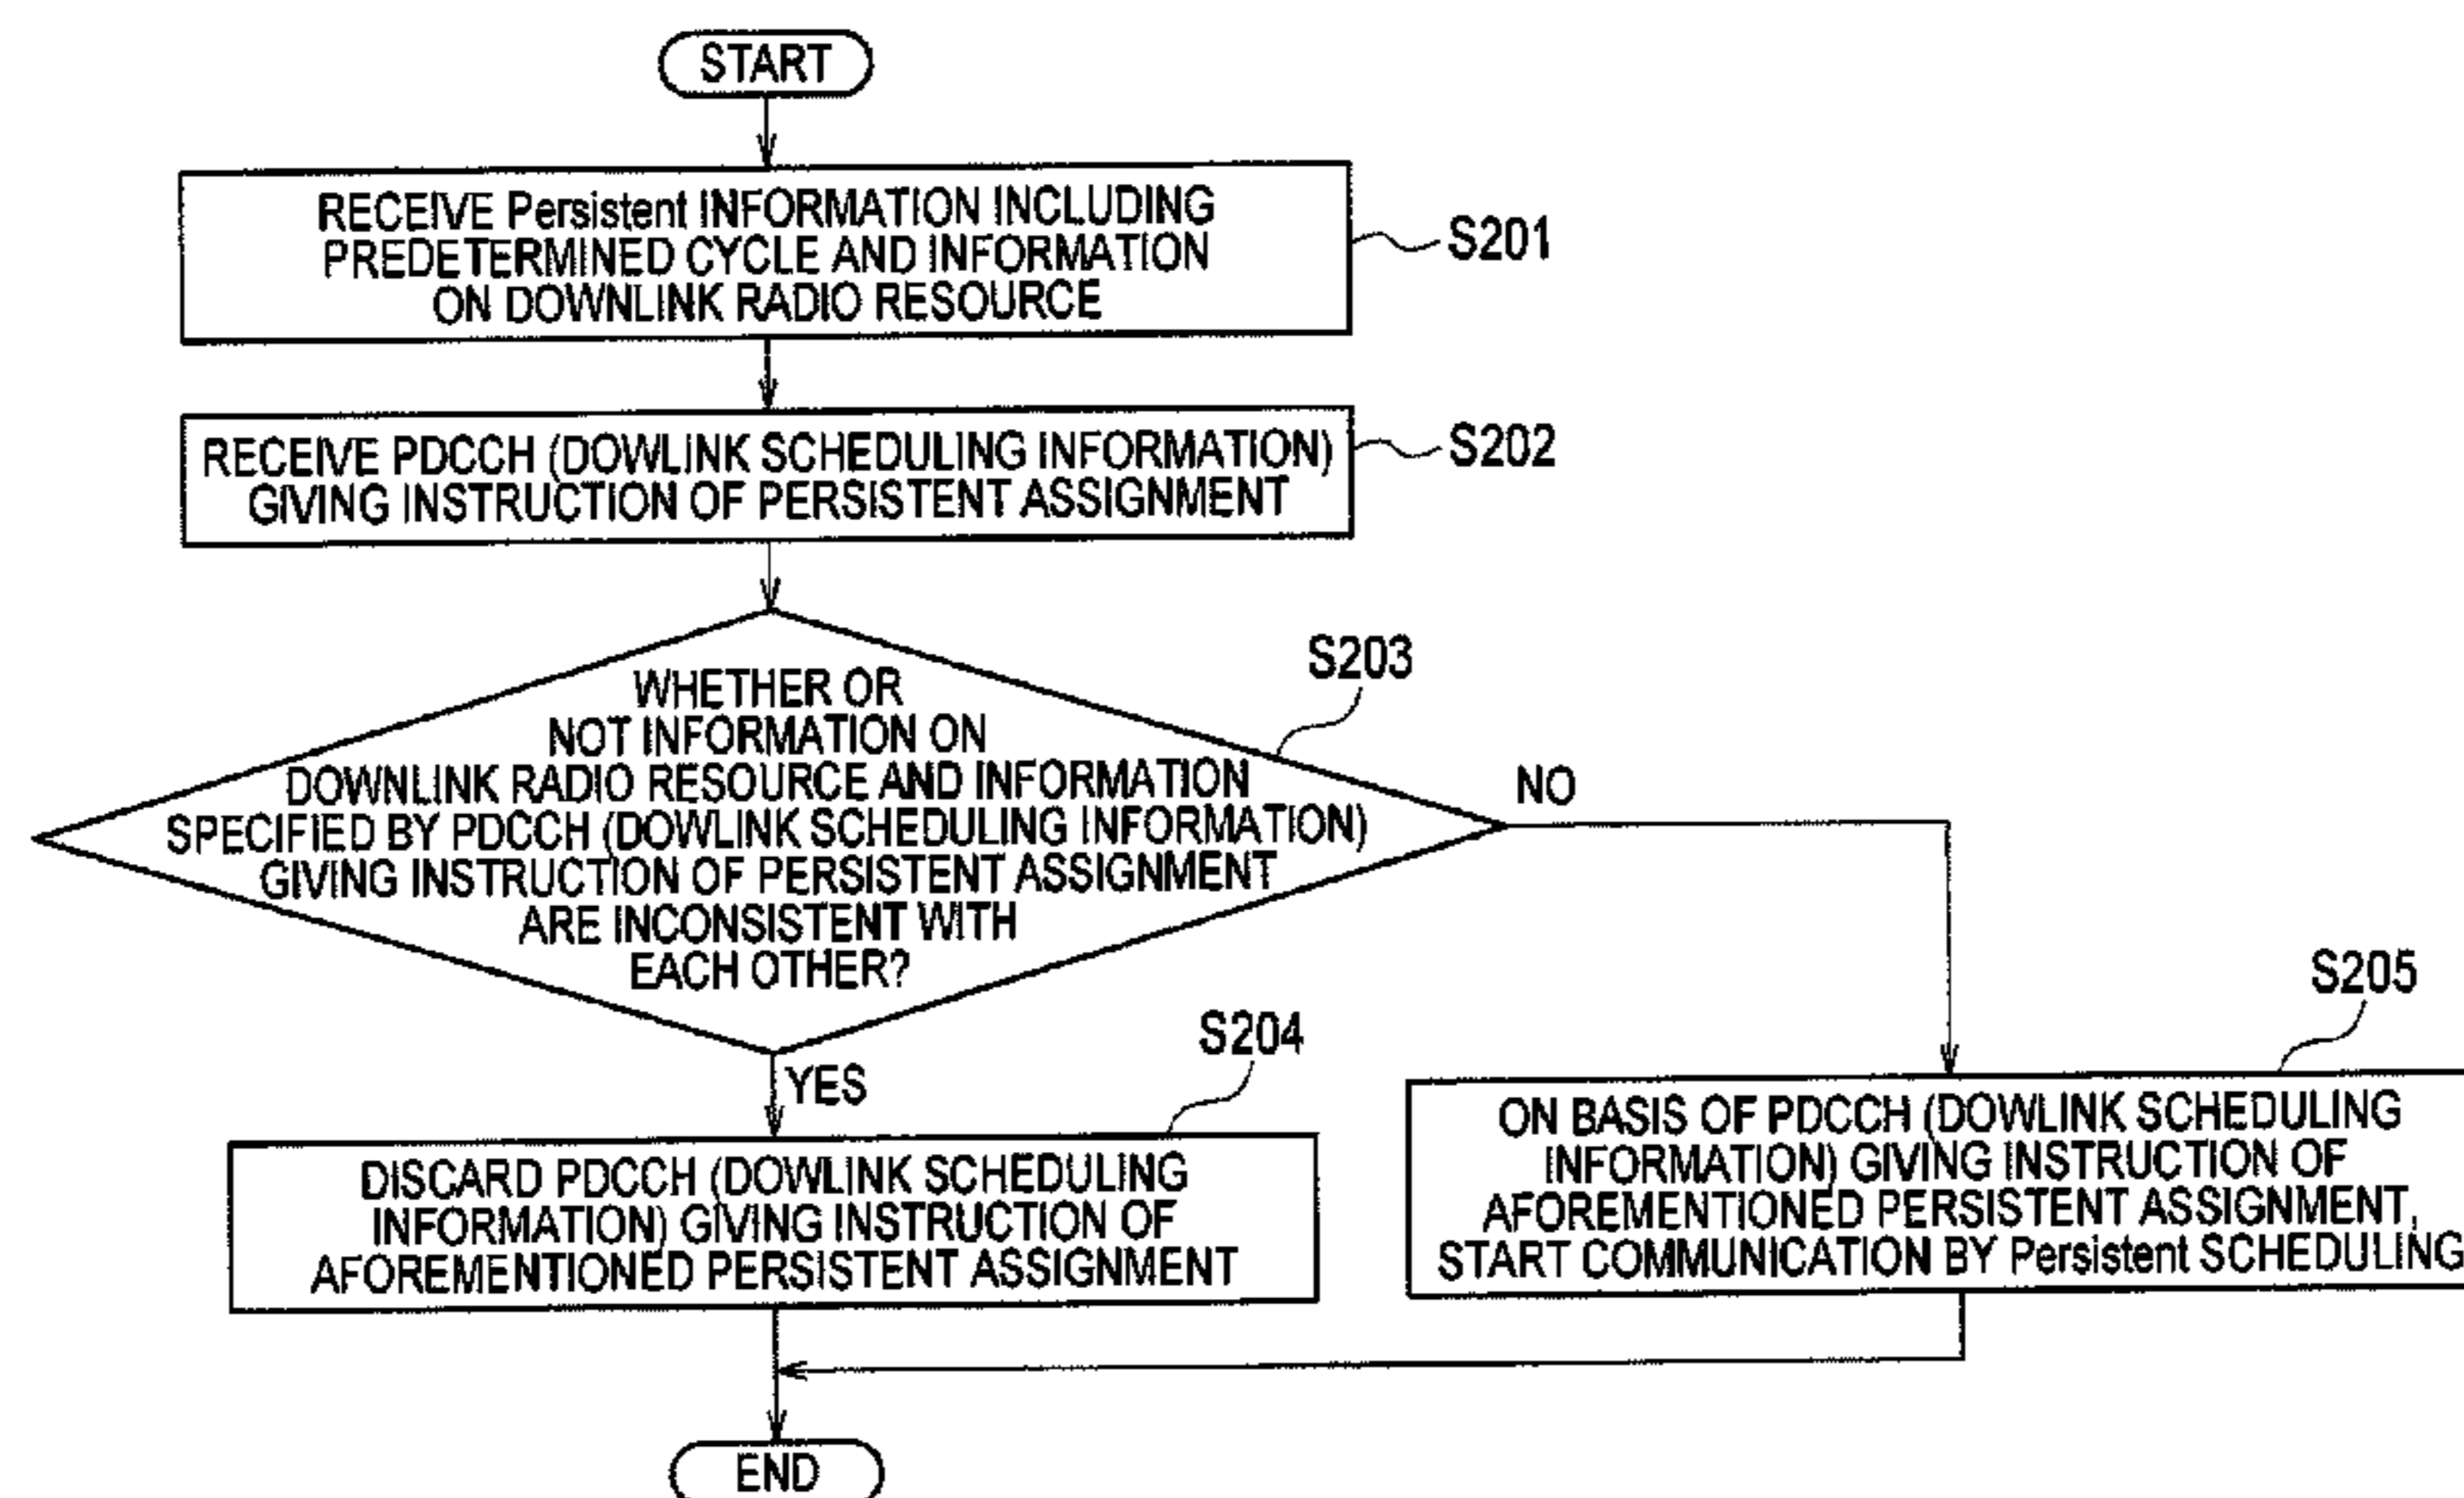 START
RECEIVE Persistent INFORMATION INCLUDING
PREDETERMINED CYCLE AND INFORMATION
ON DOWNLINK RADIO RESOURCE
S201
RECEIVE PDCCH (DOWLINK SCHEDULING INFORMATION)
GIVING INSTRUCTION OF PERSISTENT ASSIGNMENT
S202
S203
WHETHER OR
NOT INFORMATION ON
DOWNLINK RADIO RESOURCE AND INFORMATION
SPECIFIED BY PDCCH (DOWLINK SCHEDULING INFORMATION)
GIVING INSTRUCTION OF PERSISTENT ASSIGNMENT
ARE INCONSISTENT WITH
EACH OTHER?
NO
YES
S204
DISCARD PDCCH (DOWLINK SCHEDULING
INFORMATION) GIVING INSTRUCTION OF
AFOREMENTIONED PERSISTENT ASSIGNMENT
S205
ON BASIS OF PDCCH (DOWLINK SCHEDULING
INFORMATION) GIVING INSTRUCTION OF
AFOREMENTIONED PERSISTENT ASSIGNMENT,
START COMMUNICATION BY Persistent SCHEDULING
END